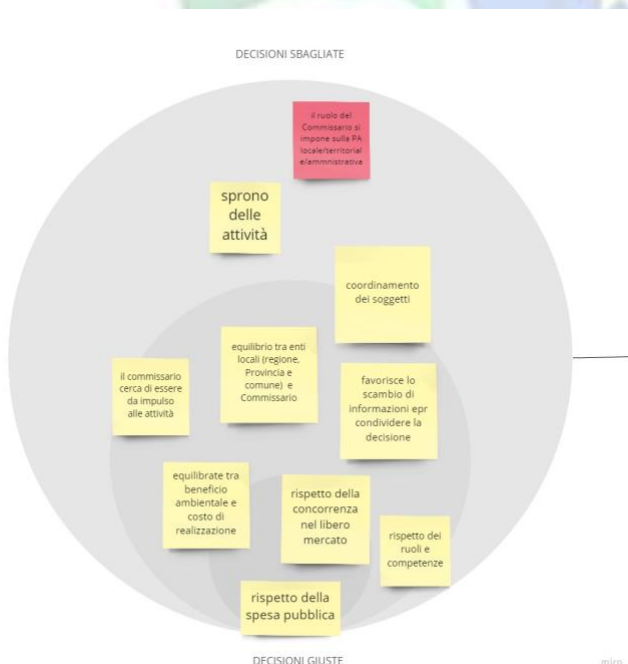 DECISIONI SBAGLIATE
il ruolo del
Commissario si
impone sulla PA
locale/territorial
e/ammnistrativa
sprono
delle
attività
coordinamento
dei soggetti
equilibrio tra enti
locali (regione,
Provincia e
comune) e
Commissario
il commissario
cerca di essere
da impulso
alle attività
favorisce lo
scambio di
informazioni epr
condividere la
decisione
equilibrate tra
beneficio
ambientale e
costo di
realizzazione
rispetto della
concorrenza
nel libero
mercato
rispetto dei
ruoli e
competenze
rispetto della
spesa pubblica
DECISIONI GIUSTE
miro